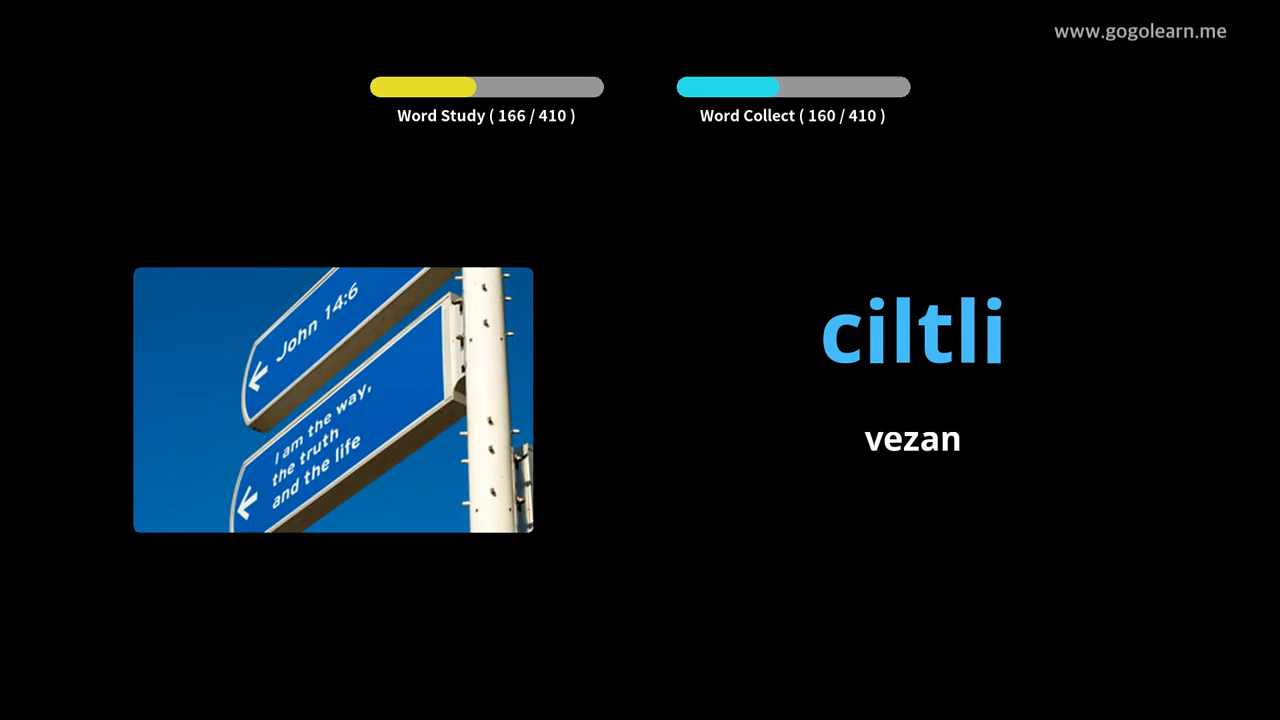 www.gogolearn.me
Word Study ( 166 / 410 )
Word Collect ( 160 / 410 )
John 14:6
I am the way,
the truth
and the life
ciltli
vezan